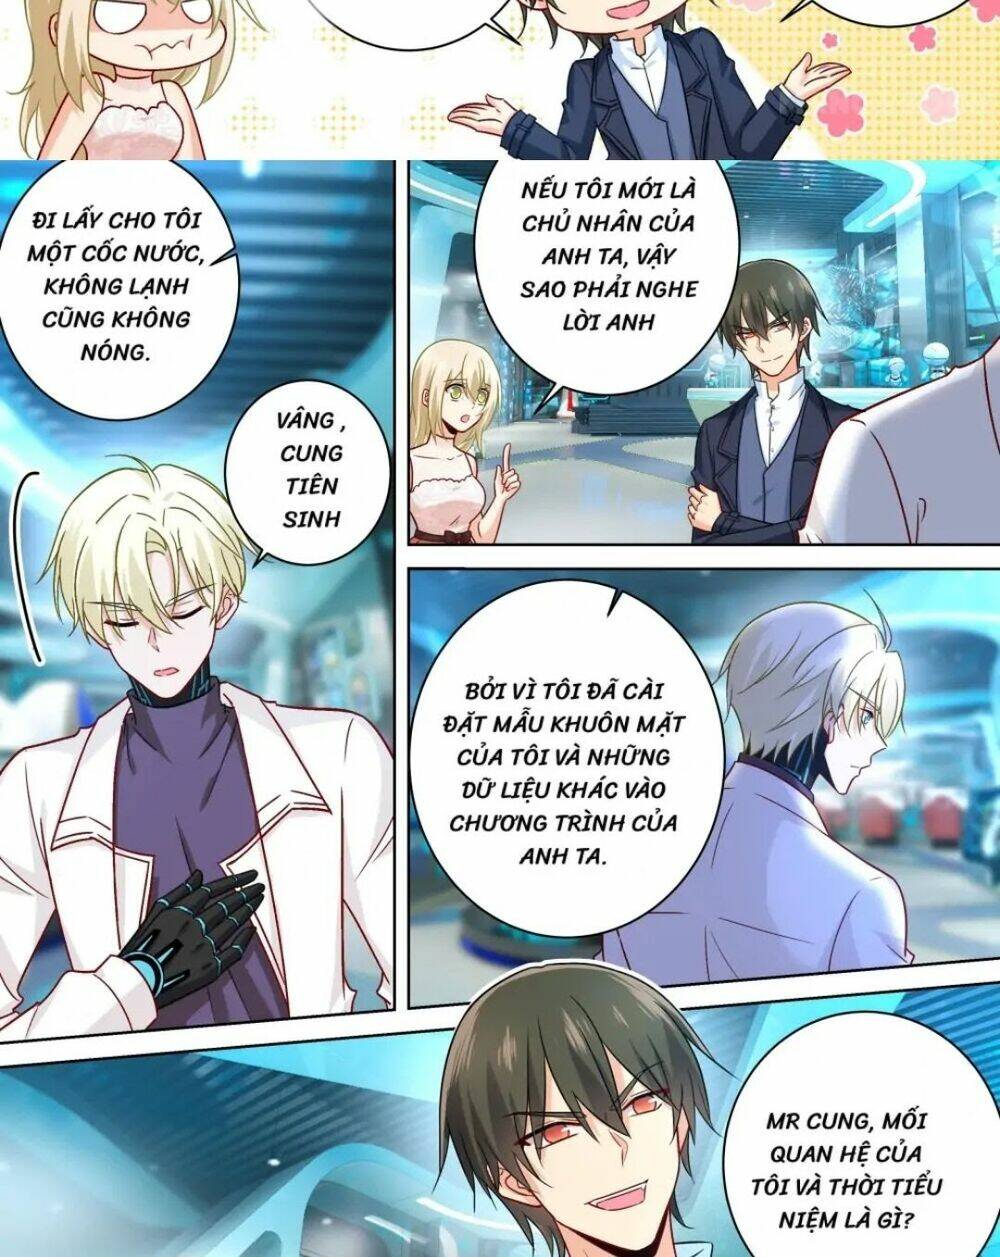 ĐI LẤY CHO TÔI
MỘT CỐC NƯỚC,
KHÔNG LẠNH
CŨNG KHÔNG
NÓNG.
VÂNG ,
CUNG
TIÊN
SINH
NẾU TÔI MỚI LÀ
CHỦ NHÂN CỦA
ANH TA, VẬY
SAO PHẢI NGHE
LỜI ANH
BỞI VÌ TÔI ĐÃ CÀI
ĐẶT MẪU KHUÔN MẶT
CỦA TÔI VÀ NHỮNG
DỮ LIỆU KHÁC VÀO
CHƯƠNG TRÌNH CỦA
ANH TA.
MR CUNG, MỐI
QUAN HỆ CỦA
TÔI VÀ THỜI TIỂU
NIỆM LÀ GÌ?